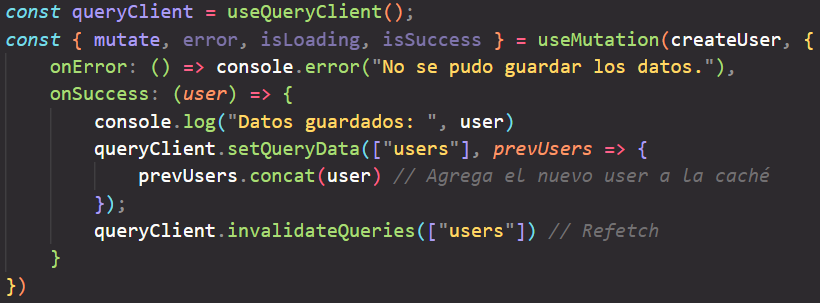 const queryClient = useQueryClient();
const { mutate, error, isLoading, isSuccess } = useMutation(createUser, {
    onError: () => console.error("No se pudo guardar los datos."),
    onSuccess: (user) => {
        console.log("Datos guardados: ", user)
        queryClient.setQueryData(["users"], prevUsers => {
            prevUsers.concat(user) // Agrega el nuevo user a la caché
        });
        queryClient.invalidateQueries(["users"]) // Refetch
    }
})